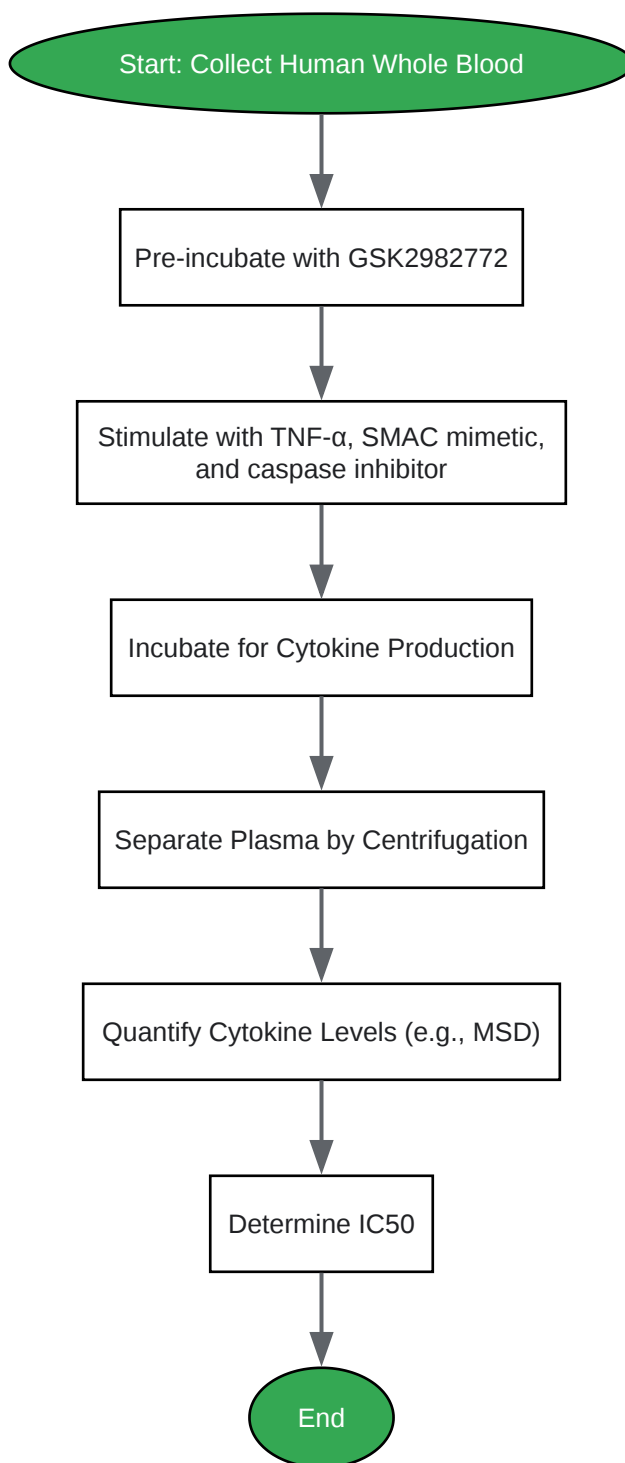 Start: Collect Human Whole Blood
Pre-incubate with GSK2982772
Stimulate with TNF-α, SMAC mimetic,
and caspase inhibitor
Incubate for Cytokine Production
Separate Plasma by Centrifugation
Quantify Cytokine Levels (e.g., MSD)
Determine IC50
End